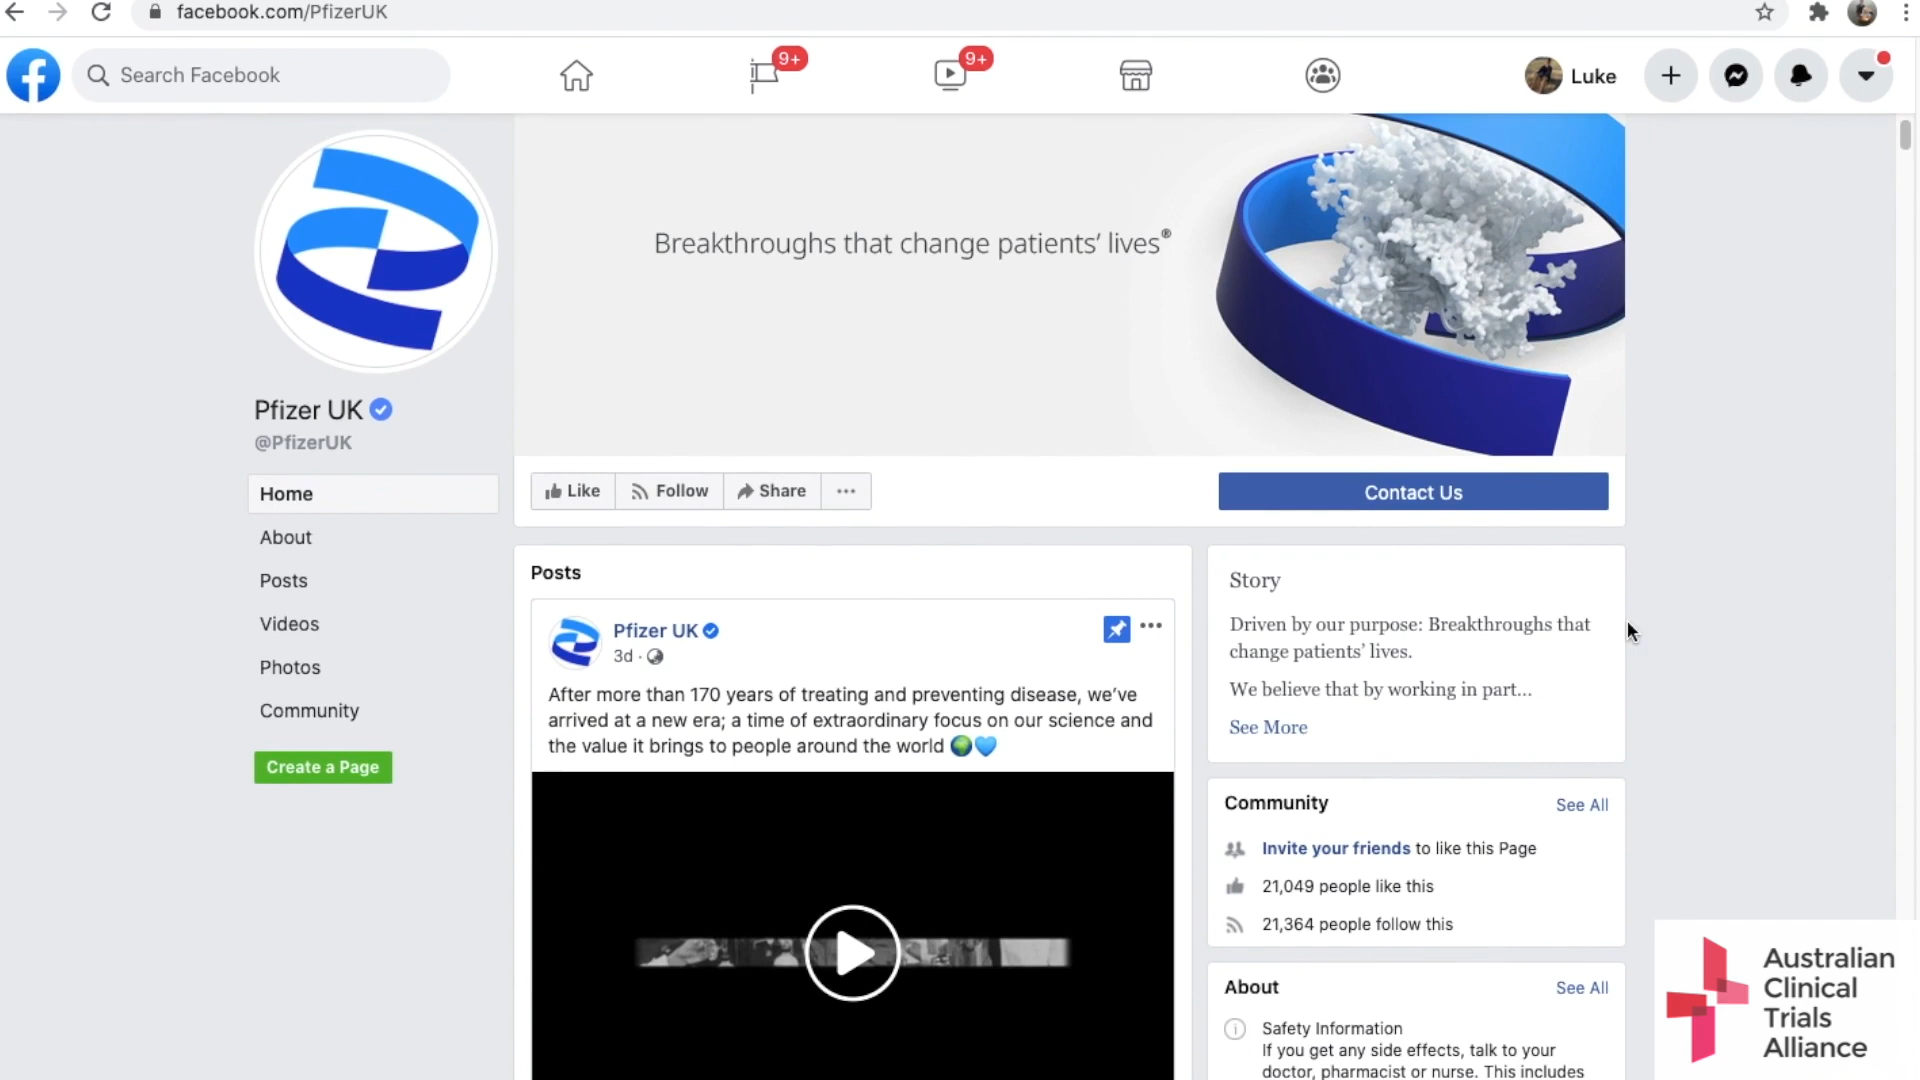 facebook.com/PfizerUK
Search Facebook
9+
9+
Luke
Breakthroughs that change patients’ lives®
Pfizer UK
@PfizerUK
Home
About
Posts
Videos
Photos
Community
Create a Page
Like
Follow
Share
Contact Us
Posts
Pfizer UK
3d ·
After more than 170 years of treating and preventing disease, we’ve
arrived at a new era; a time of extraordinary focus on our science and
the value it brings to people around the world 🌍💙
Story
Driven by our purpose: Breakthroughs that
change patients’ lives.
We believe that by working in part...
See More
Community
See All
Invite your friends to like this Page
21,049 people like this
21,364 people follow this
About
See All
Safety Information
If you get any side effects, talk to your
doctor, pharmacist or nurse. This includes
Australian
Clinical
Trials
Alliance